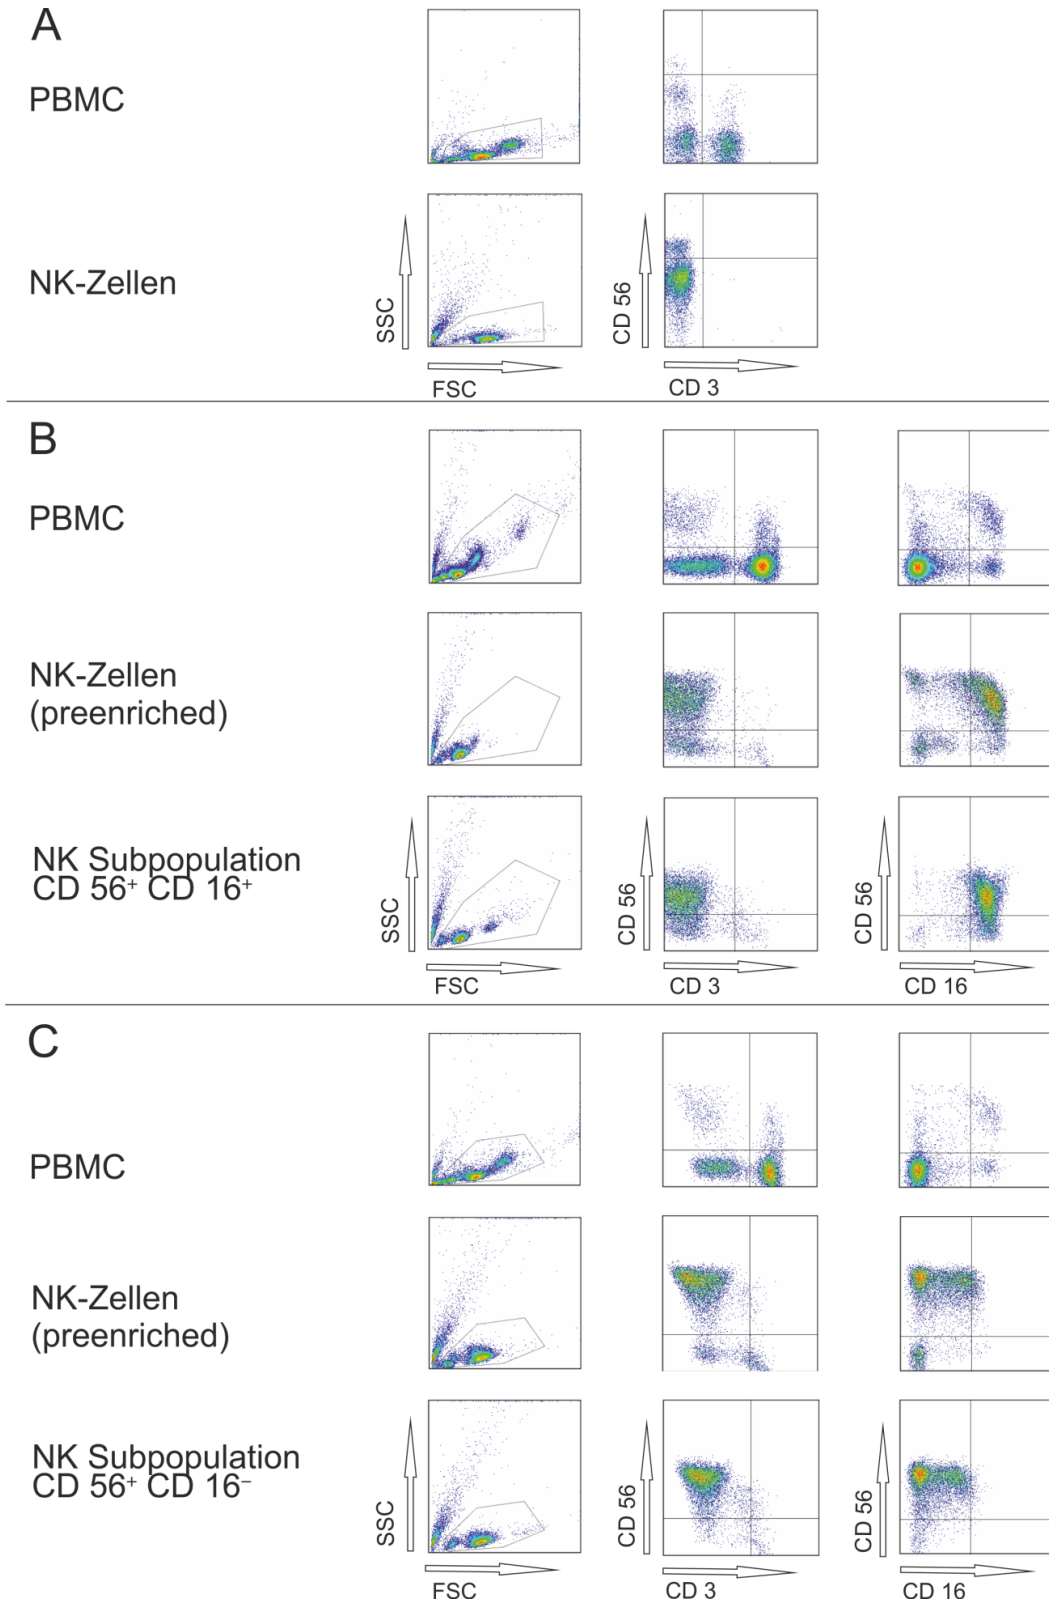 A
PBMC
NK-Zellen
SSC
FSC
CD 56
CD 3
B
PBMC
NK-Zellen
(preenriched)
NK Subpopulation
CD 56⁺ CD 16⁺
SSC
FSC
CD 56
CD 3
CD 56
CD 16
C
PBMC
NK-Zellen
(preenriched)
NK Subpopulation
CD 56⁺ CD 16⁻
SSC
FSC
CD 56
CD 3
CD 56
CD 16